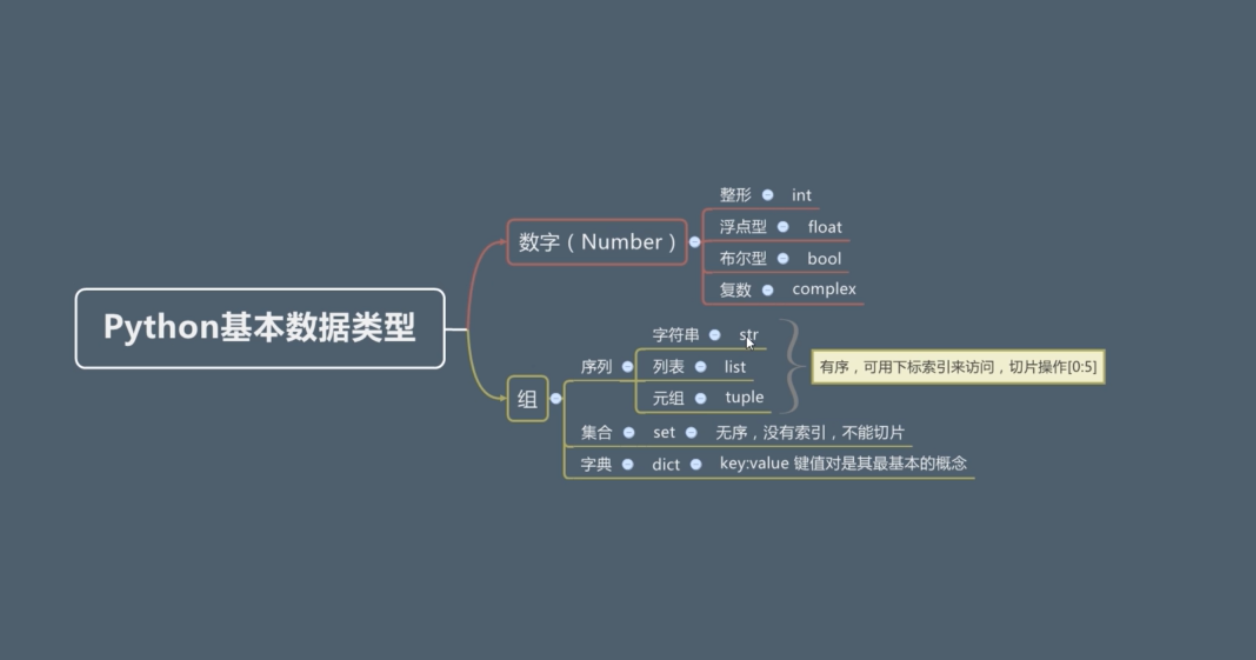 Python基本数据类型
数字（Number）
整形 int
浮点型 float
布尔型 bool
复数 complex
组
序列
字符串 str
列表 list
元组 tuple
有序，可用下标索引来访问，切片操作[0:5]
集合 set 无序，没有索引，不能切片
字典 dict key:value 键值对是其最基本的概念